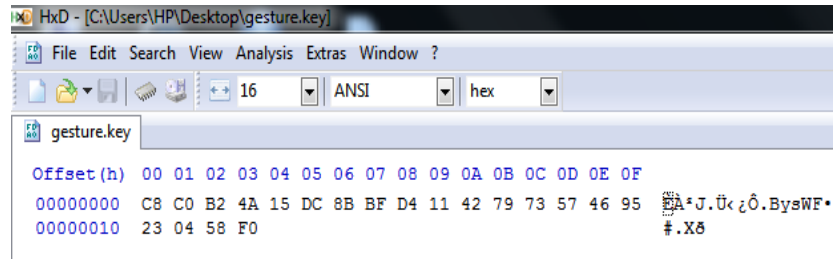 HxD - [C:\Users\HP\Desktop\gesture.key]
File Edit Search View Analysis Extras Window ?
16 ANSI hex
gesture.key
Offset(h) 00 01 02 03 04 05 06 07 08 09 0A 0B 0C 0D 0E 0F
00000000 C8 C0 B2 4A 15 DC 8B BF D4 11 42 79 73 57 46 95 ÈÀ²J.Ü‹¿Ô.BysWF•
00000010 23 04 58 F0 #.Xð